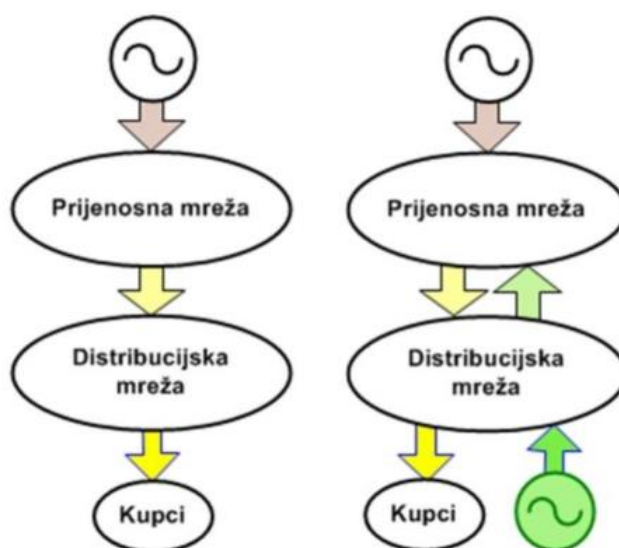 Prijenosna mreža
Distribucijska
mreža
Kupci
Prijenosna mreža
Distribucijska
mreža
Kupci